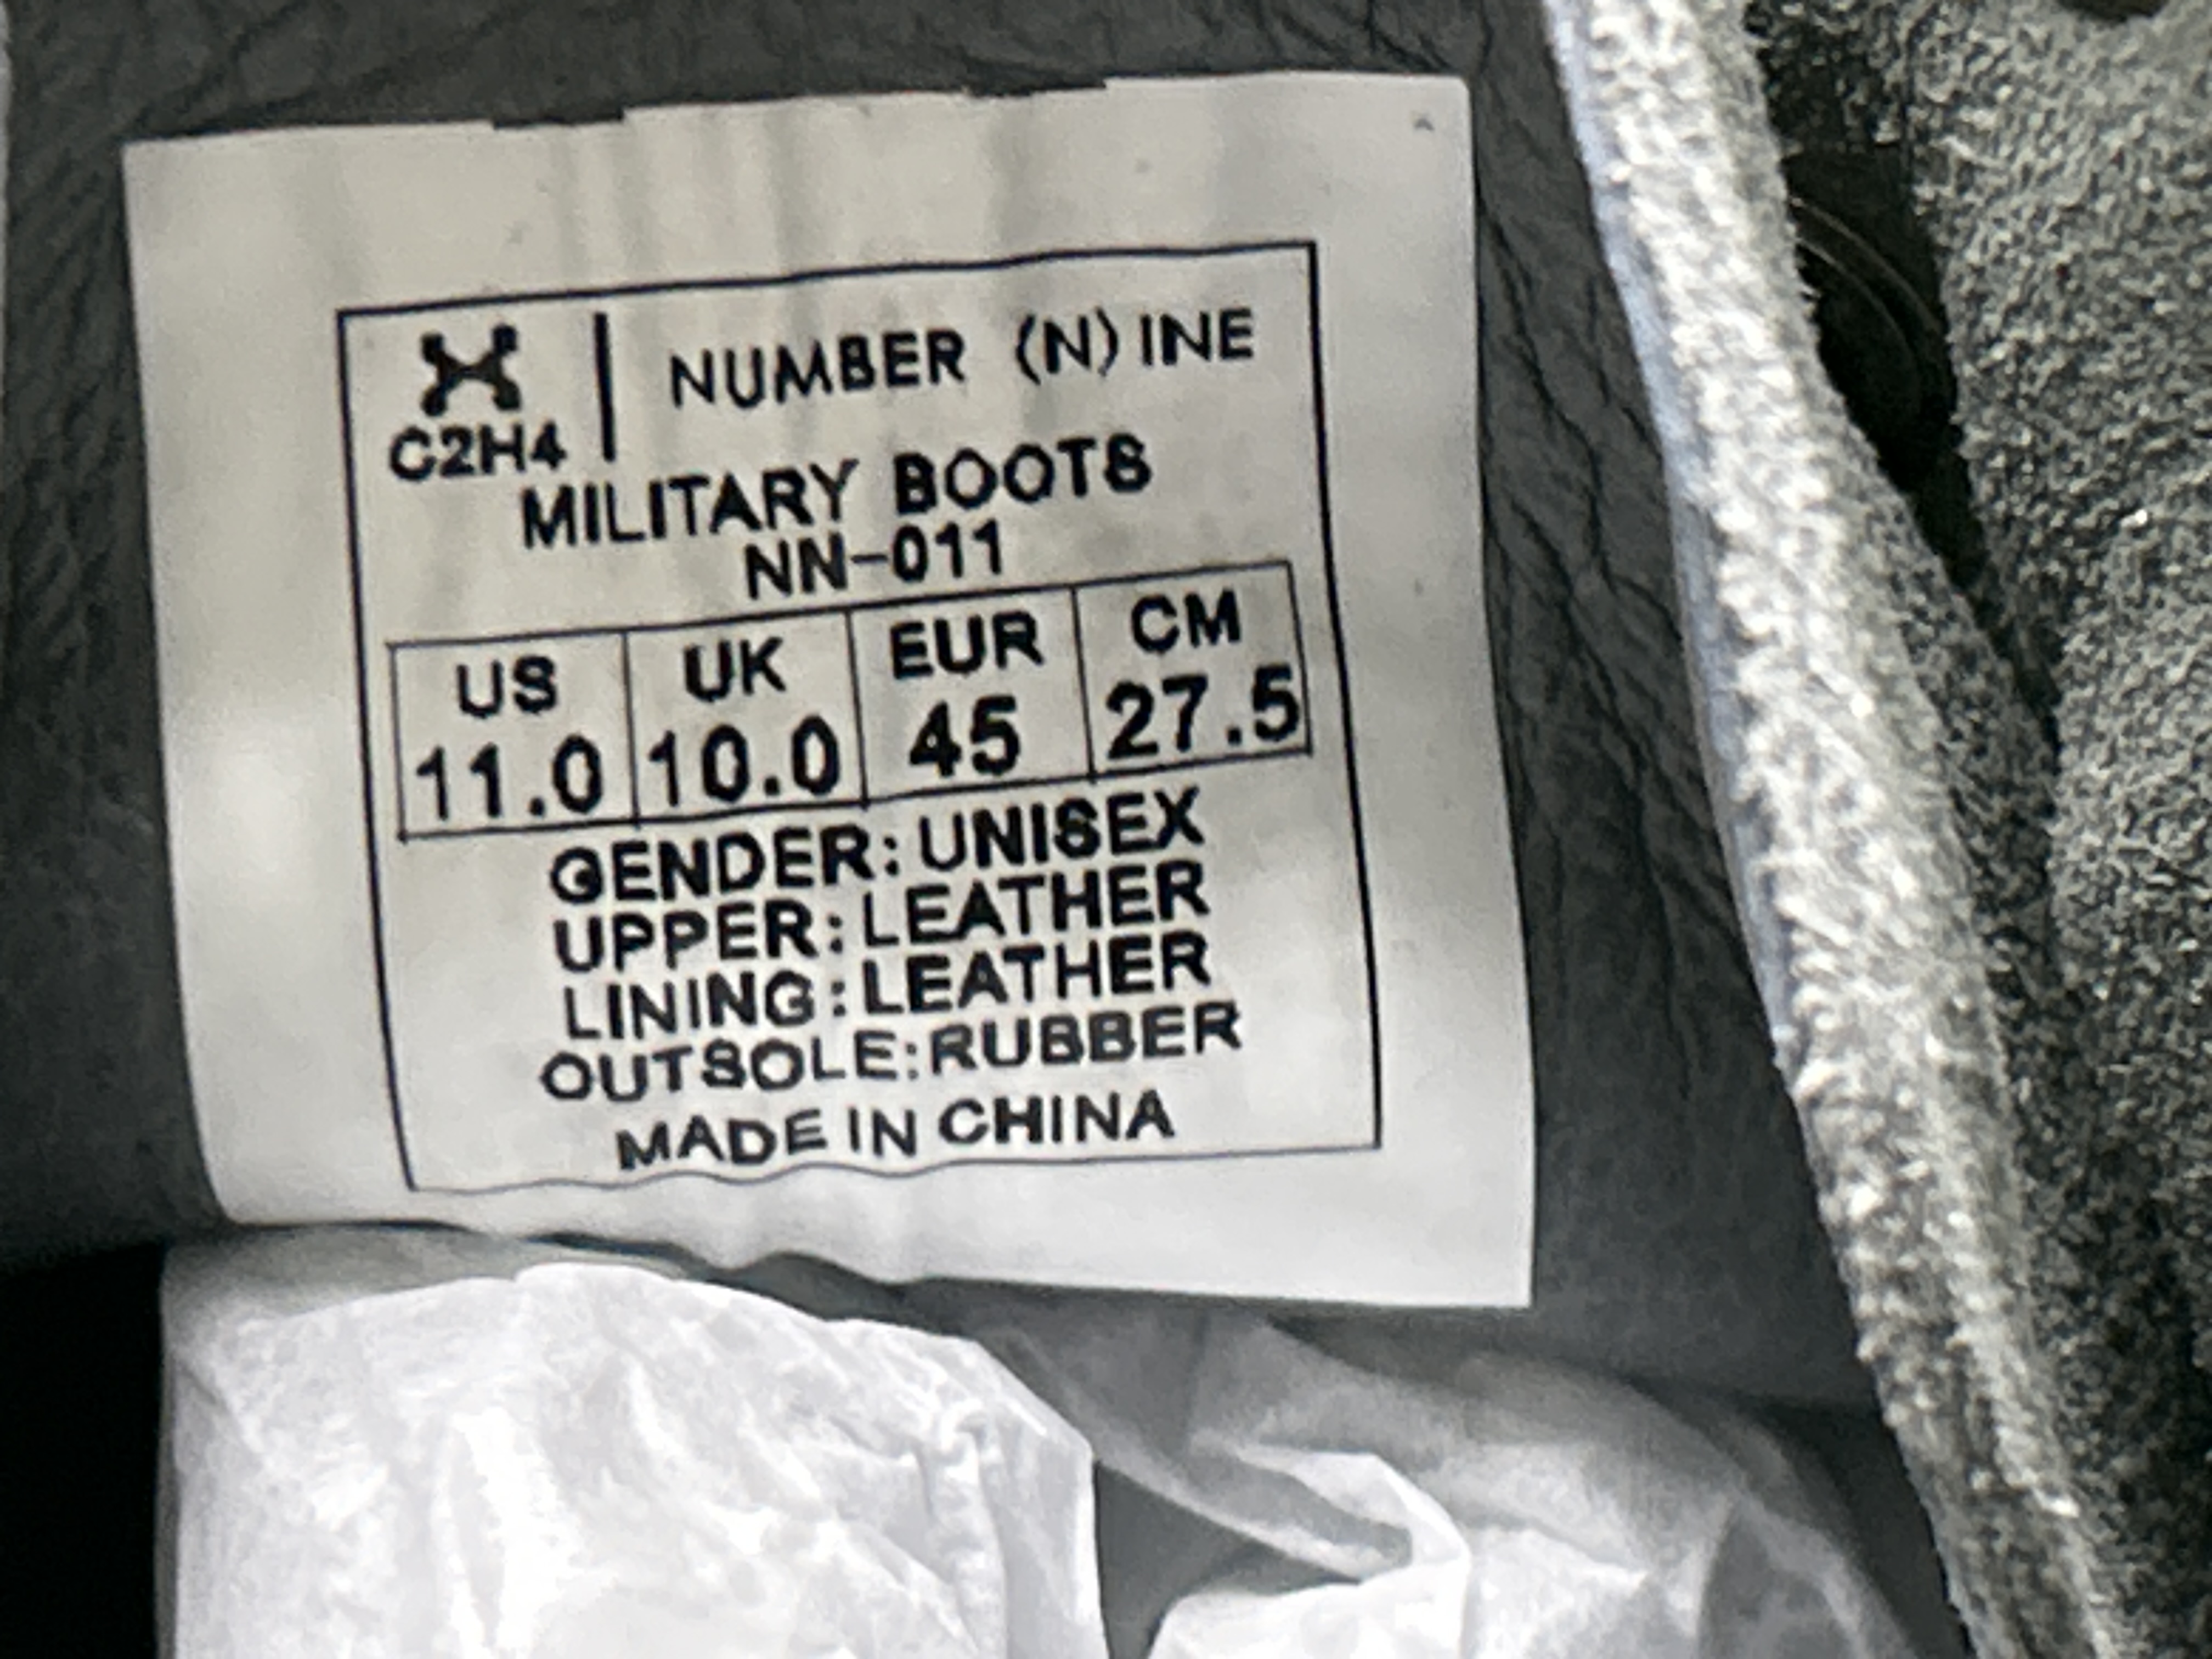 C2H4 | NUMBER (N)INE
MILITARY BOOTS
NN-011
US UK EUR CM
11.0 10.0 45 27.5
GENDER: UNISEX
UPPER: LEATHER
LINING: LEATHER
OUTSOLE: RUBBER
MADE IN CHINA